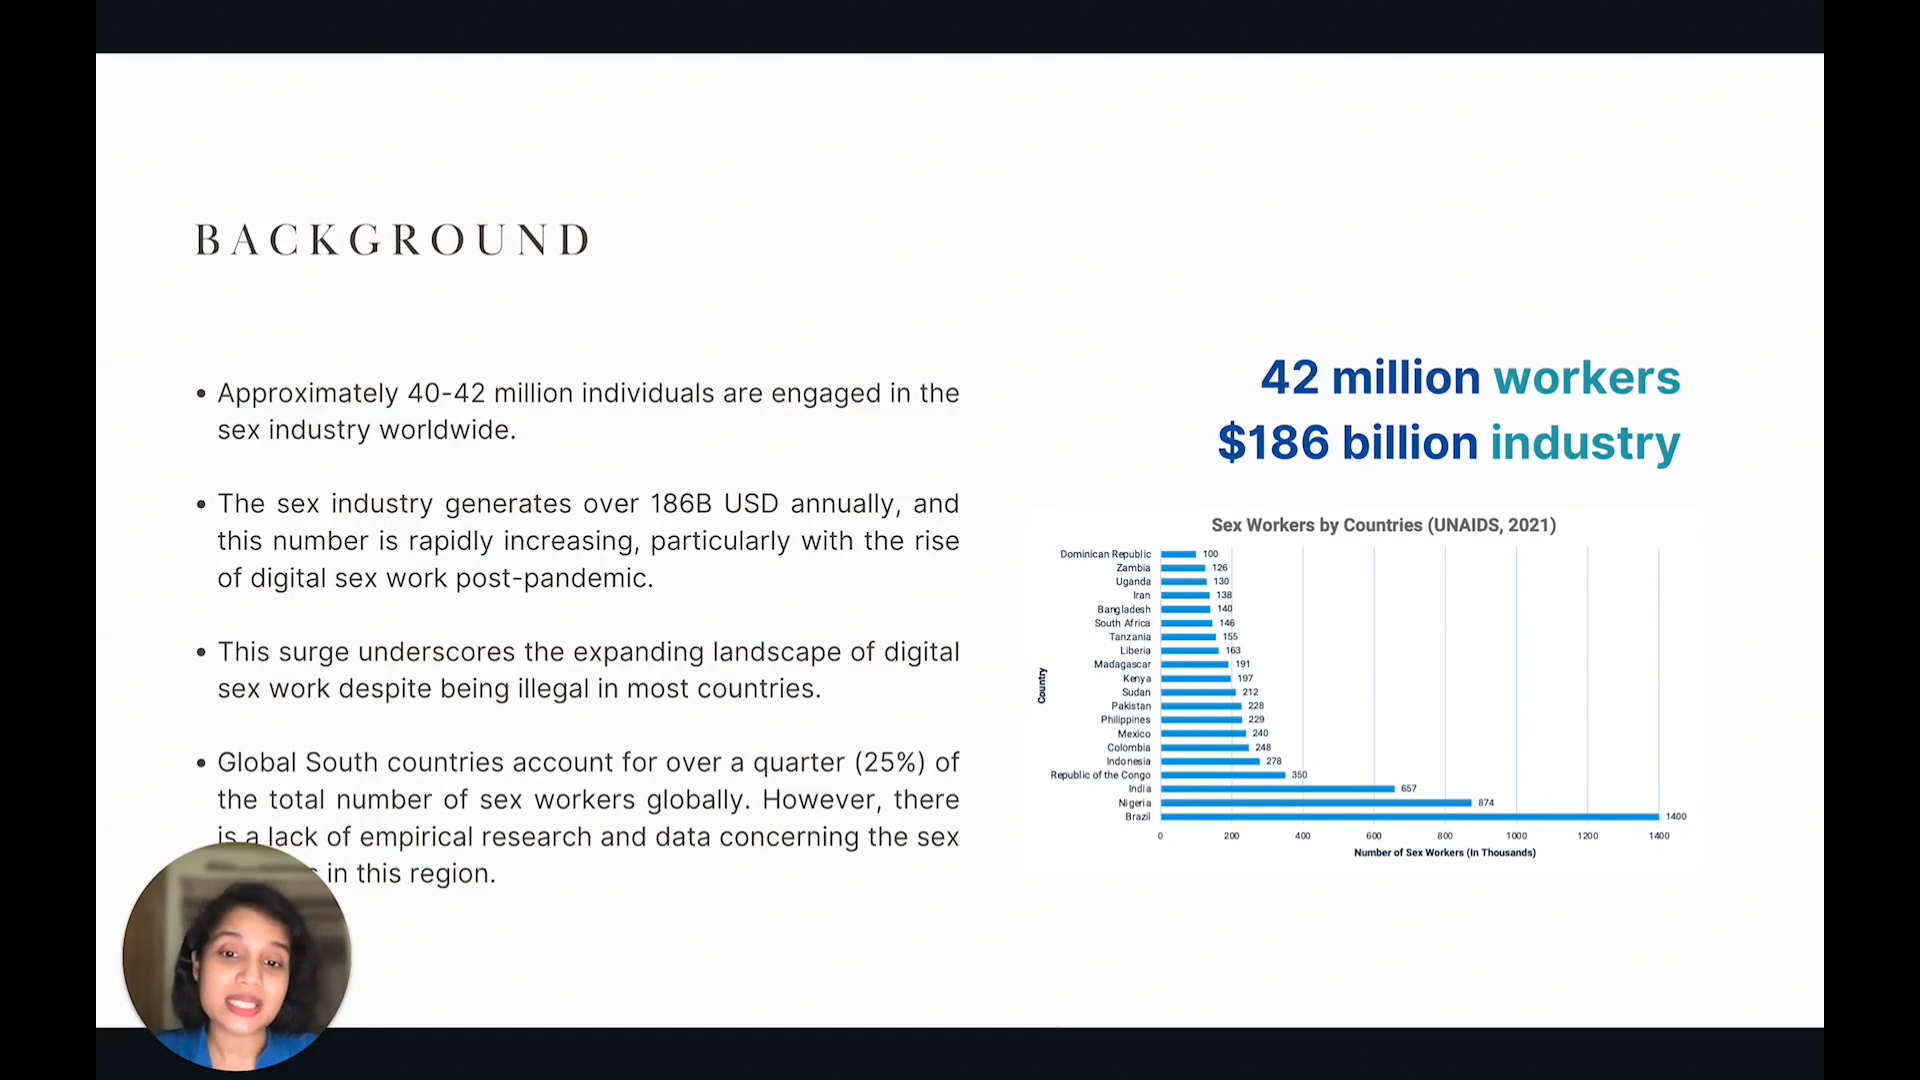 BACKGROUND
• Approximately 40-42 million individuals are engaged in the
sex industry worldwide.
• The sex industry generates over 186B USD annually, and
this number is rapidly increasing, particularly with the rise
of digital sex work post-pandemic.
• This surge underscores the expanding landscape of digital
sex work despite being illegal in most countries.
• Global South countries account for over a quarter (25%) of
the total number of sex workers globally. However, there
is a lack of empirical research and data concerning the sex
in this region.
42 million workers
$186 billion industry
Sex Workers by Countries (UNAIDS, 2021)
Country
Dominican Republic 100
Zambia 126
Uganda 130
Iran 138
Bangladesh 140
South Africa 146
Tanzania 155
Liberia 163
Madagascar 191
Kenya 197
Sudan 212
Pakistan 228
Philippines 229
Mexico 240
Colombia 248
Indonesia 278
Republic of the Congo 350
India 657
Nigeria 874
Brazil 1400
0 200 400 600 800 1000 1200 1400
Number of Sex Workers (In Thousands)